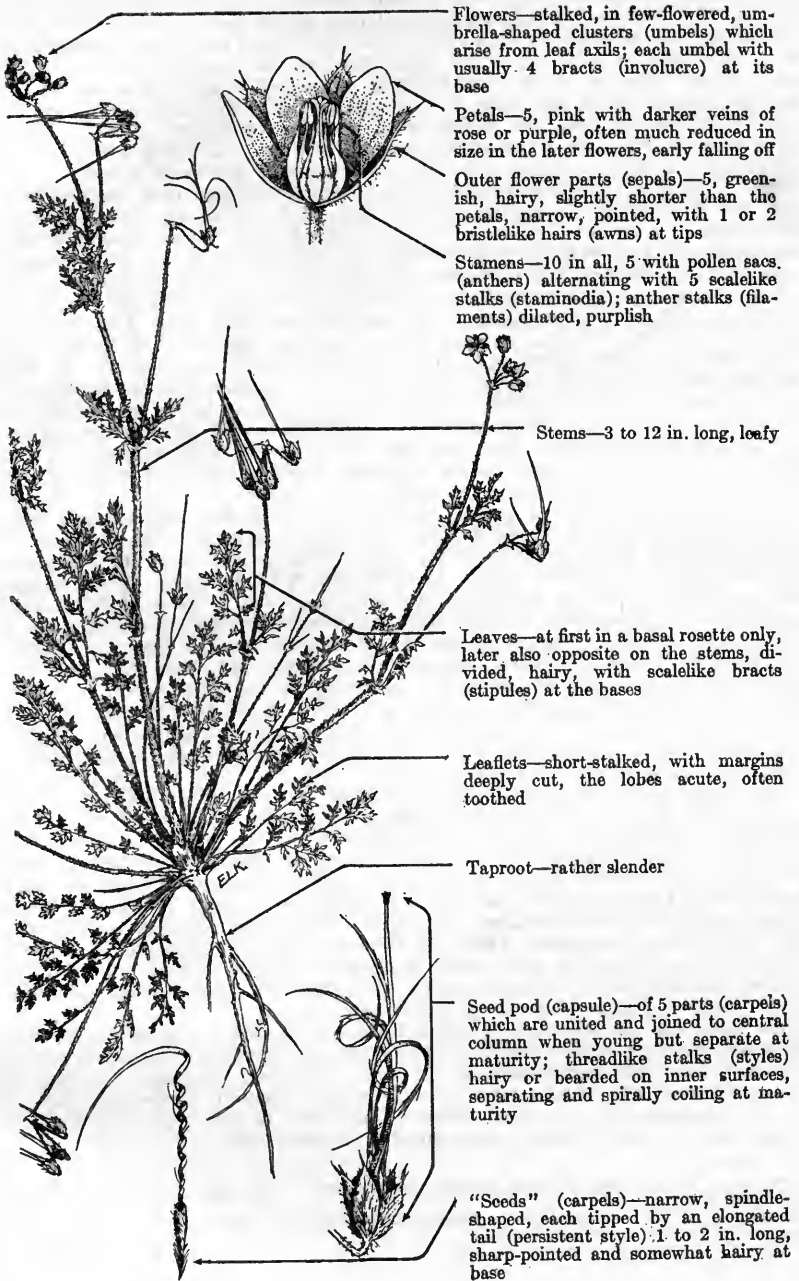 Flowers—stalked, in few-flowered, um-
brella-shaped clusters (umbels) which
arise from leaf axils; each umbel with
usually 4 bracts (involucre) at its
base
Petals—5, pink with darker veins of
rose or purple, often much reduced in
size in the later flowers, early falling off
Outer flower parts (sepals)—5, green-
ish, hairy, slightly shorter than the
petals, narrow, pointed, with 1 or 2
bristlelike hairs (awns) at tips
Stamens—10 in all, 5 with pollen sacs.
(anthers) alternating with 5 scalelike
stalks (staminodia); anther stalks (fila-
ments) dilated, purplish
Stems—3 to 12 in. long, leafy
Leaves—at first in a basal rosette only,
later also opposite on the stems, di-
vided, hairy, with scalelike bracts
(stipules) at the bases
Leaflets—short-stalked, with margins
deeply cut, the lobes acute, often
toothed
E.L.K.
Taproot—rather slender
Seed pod (capsule)—of 5 parts (carpels)
which are united and joined to central
column when young but separate at
maturity; threadlike stalks (styles)
hairy or bearded on inner surfaces,
separating and spirally coiling at ma-
turity
"Seeds" (carpels)—narrow, spindle-
shaped, each tipped by an elongated
tail (persistent style) 1 to 2 in. long,
sharp-pointed and somewhat hairy at
base